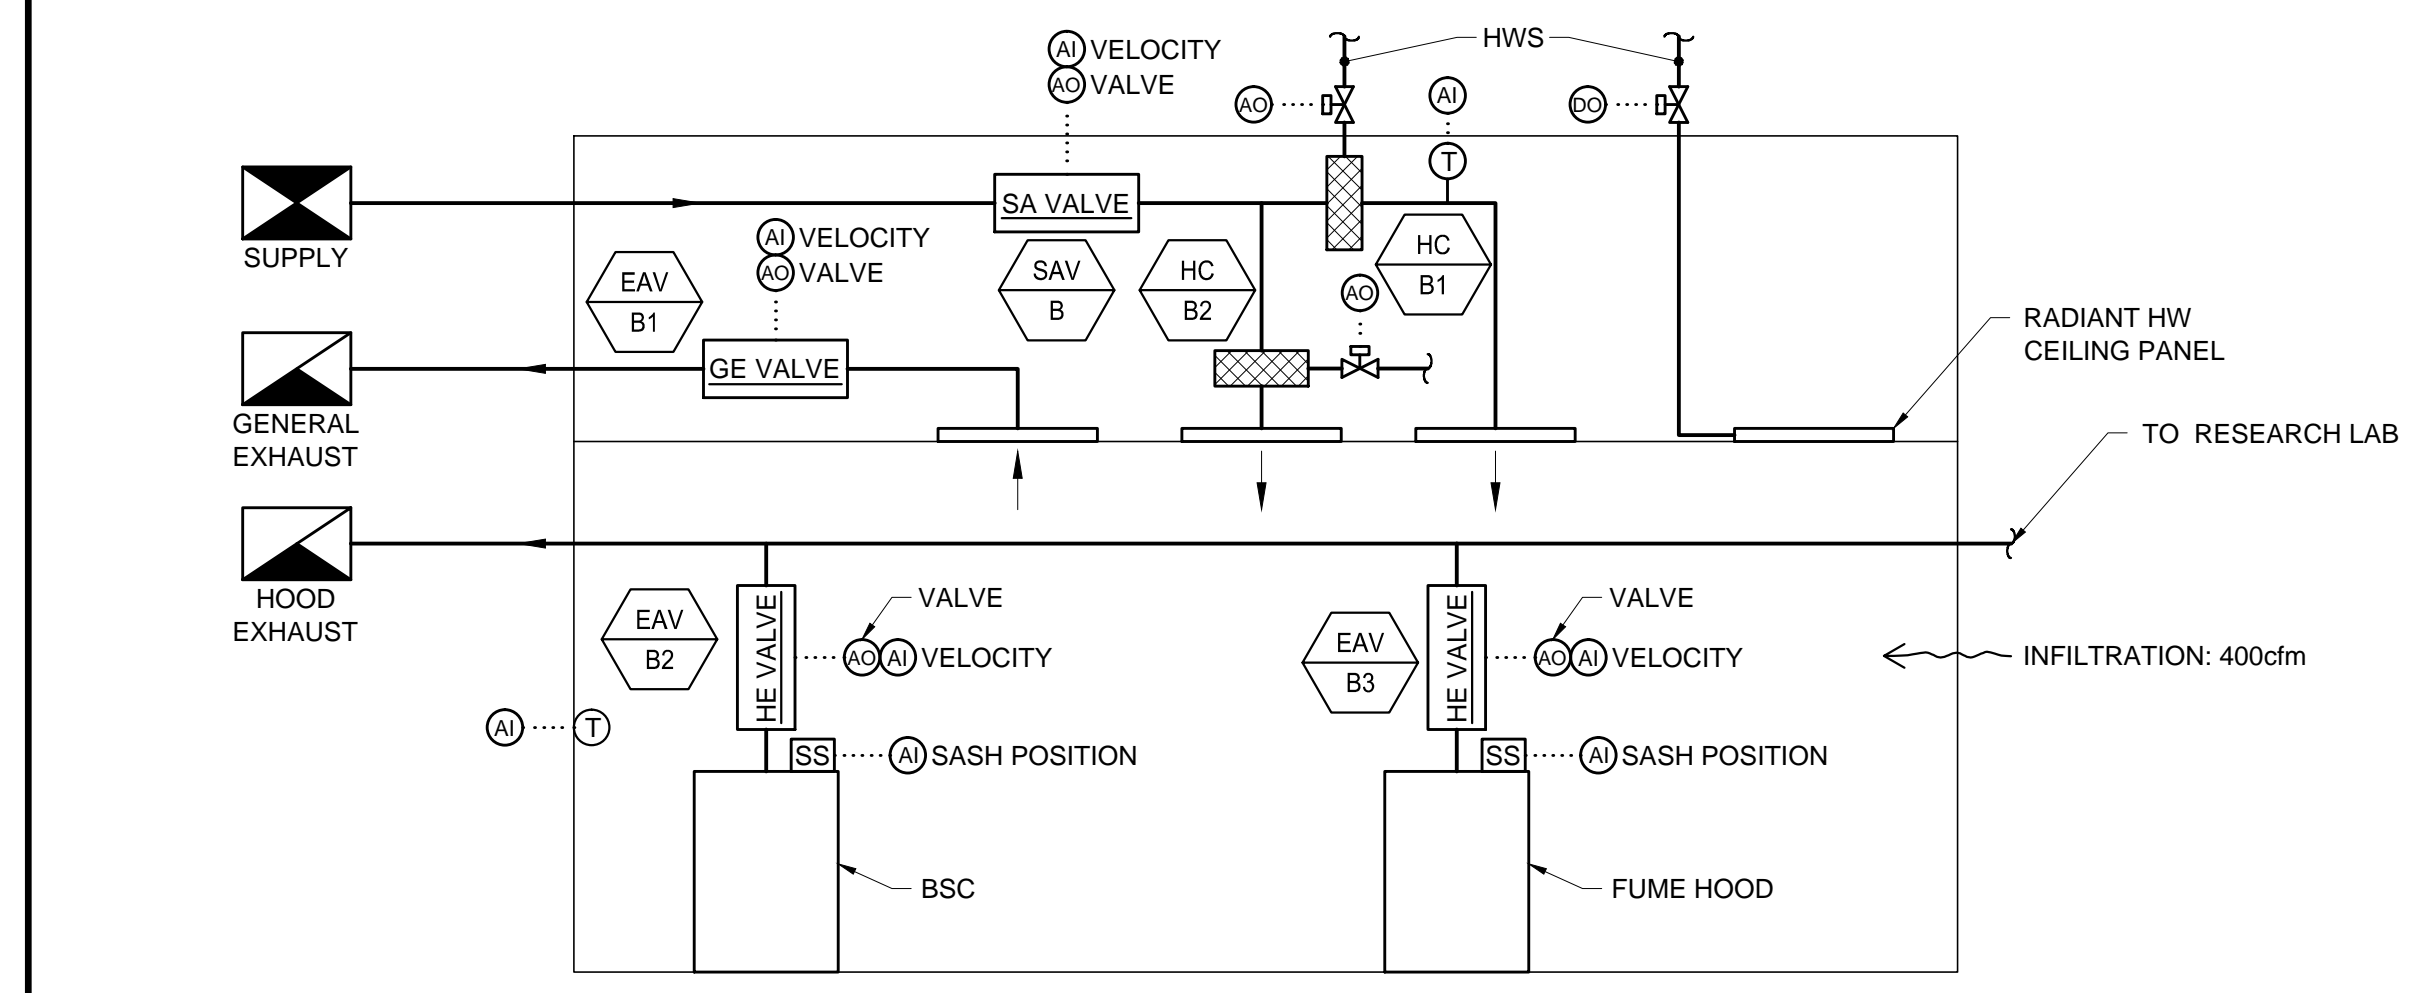 AI VELOCITY
AO VALVE
HWS
AO
AI
DO
T
SUPPLY
SA VALVE
AI VELOCITY
AO VALVE
EAV
B1
SAV
B
HC
B2
HC
B1
AO
GE VALVE
GENERAL
EXHAUST
RADIANT HW
CEILING PANEL
TO RESEARCH LAB
HOOD
EXHAUST
EAV
B2
HE VALVE
VALVE
AO AI VELOCITY
EAV
B3
HE VALVE
VALVE
AO AI VELOCITY
INFILTRATION: 400cfm
AI
T
SS
AI SASH POSITION
SS
AI SASH POSITION
BSC
FUME HOOD